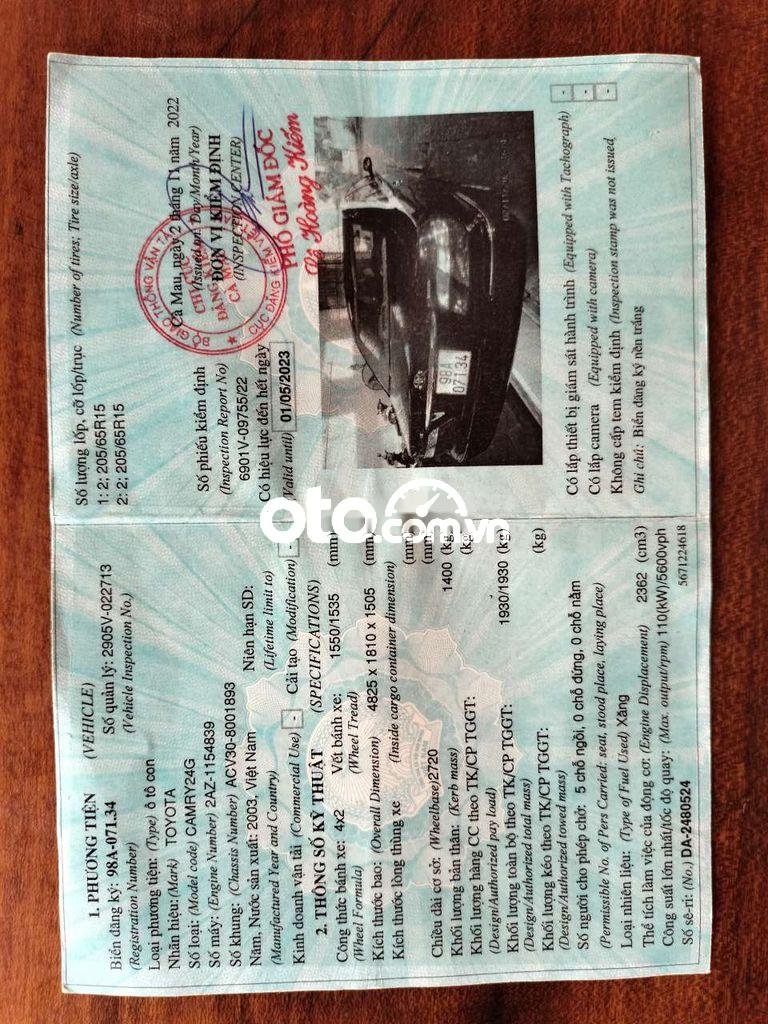 1. PHƯƠNG TIỆN (VEHICLE)
Biển đăng ký: 98A-071.34 Số quản lý: 2905V-022713
(Registration Number) (Vehicle Inspection No.)
Loại phương tiện: (Type) ô tô con
Nhãn hiệu:(Mark) TOYOTA
Số loại: (Model code) CAMRY24G
Số máy: (Engine Number) 2AZ-1154839
Số khung: (Chassis Number) ACV30-8001893
Năm, Nước sản xuất: 2003, Việt Nam Niên hạn SD:
(Manufactured Year and Country) (Lifetime limit to)
Kinh doanh vận tải (Commercial Use) - Cải tạo (Modification) -
2. THÔNG SỐ KỸ THUẬT (SPECIFICATIONS)
Công thức bánh xe: 4x2 Vết bánh xe: 1550/1535 (mm)
(Wheel Formula) (Wheel Tread)
Kích thước bao: (Overall Dimension) 4825 x 1810 x 1505 (mm)
Kích thước lòng thùng xe (Inside cargo container dimension)
(mm)
Chiều dài cơ sở: (Wheelbase) 2720 (mm)
Khối lượng bản thân: (Kerb mass) 1400 (kg)
Khối lượng hàng CC theo TK/CP TGGT: (kg)
(Design/Authorized pay load)
Khối lượng toàn bộ theo TK/CP TGGT: 1930/1930 (kg)
(Design/Authorized total mass)
Khối lượng kéo theo TK/CP TGGT: (kg)
(Design/Authorized towed mass)
Số người cho phép chở: 5 chỗ ngồi, 0 chỗ đứng, 0 chỗ nằm
(Permissible No. of Pers Carried: seat, stood place, laying place)
Loại nhiên liệu: (Type of Fuel Used) Xăng
Thể tích làm việc của động cơ: (Engine Displacement) 2362 (cm3)
Công suất lớn nhất/tốc độ quay: (Max. output/rpm) 110(kW)/5600vph
Số sê-ri: (No.) DA-2480524 5671224618
Số lượng lốp, cỡ lốp/trục (Number of tires; Tire size/axle)
1: 2; 205/65R15
2: 2; 205/65R15
Số phiếu kiểm định
(Inspection Report No)
6901V-09755/22
Có hiệu lực đến hết ngày
(Valid until) 01/05/2023
Cà Mau, ngày 2 tháng 11 năm 2022
(Issued on: Day/Month/Year)
ĐƠN VỊ KIỂM ĐỊNH
(INSPECTION CENTER)
BỘ GIAO THÔNG VẬN TẢI
CÀ MAU
CỤC ĐĂNG KIỂM VIỆT
PHÓ GIÁM ĐỐC
Võ Hoàng Kiếm
98A
071.34
Có lắp thiết bị giám sát hành trình (Equipped with Tachograph) -
Có lắp camera (Equipped with camera) -
Không cấp tem kiểm định (Inspection stamp was not issued -
Ghi chú: Biển đăng ký nền trắng
oto.com.vn